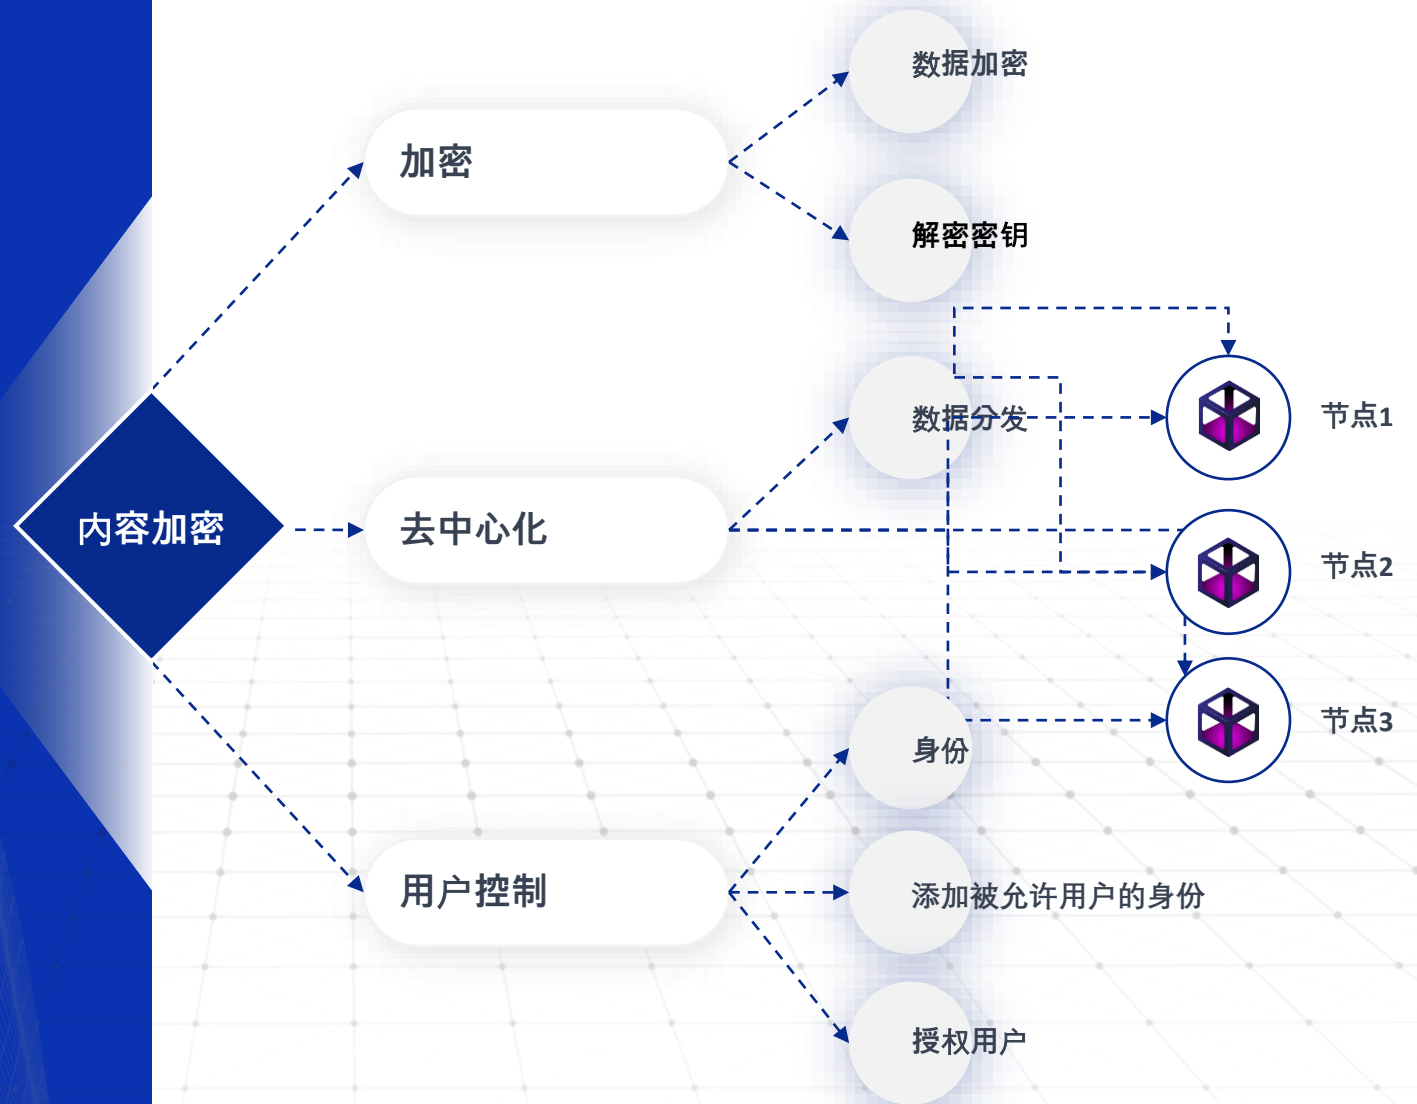 数据加密
加密
解密密钥
数据分发
节点1
内容加密
去中心化
节点2
节点3
身份
用户控制
添加被允许用户的身份
授权用户